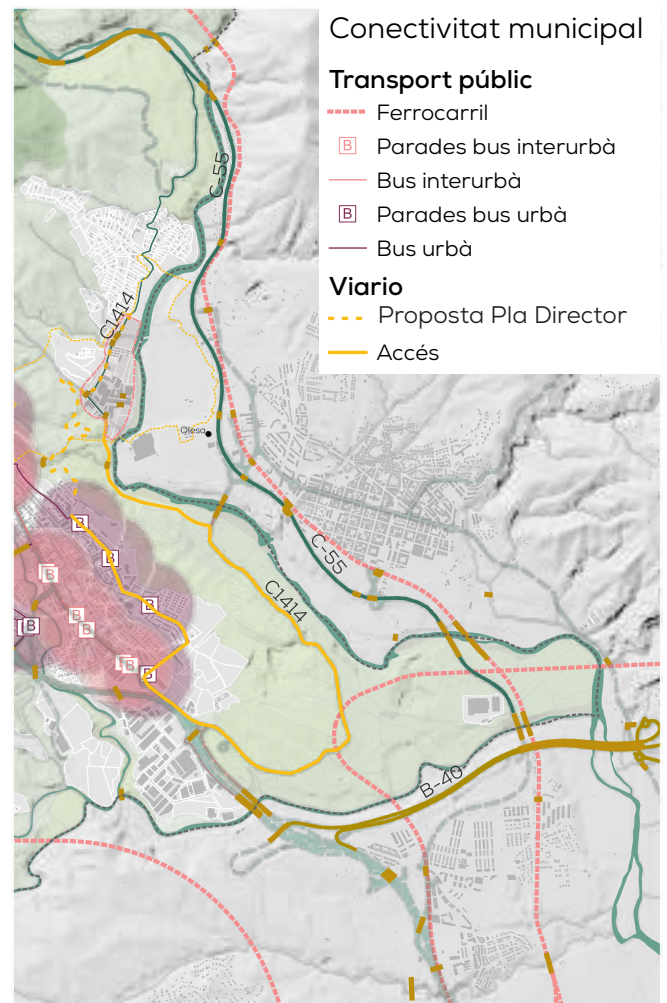 Conectivitat municipal
Transport públic
Ferrocarril
B Parades bus interurbà
Bus interurbà
B Parades bus urbà
Bus urbà
Viario
Proposta Pla Director
Accés
C-55
C1414
Olesa
B
B
C-55
B
B
C1414
B
B
B
B
B
B
B-40